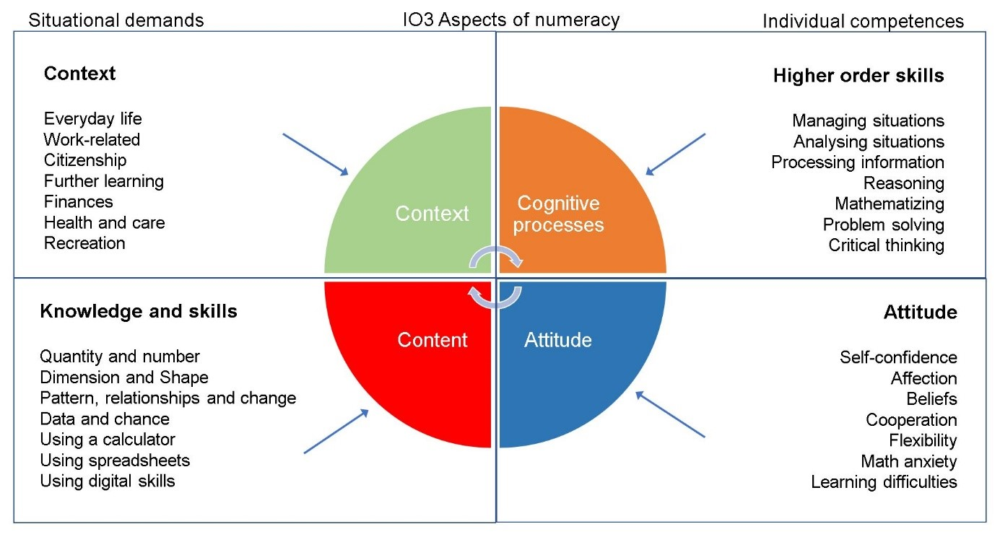 Situational demands
IO3 Aspects of numeracy
Individual competences
Context
Everyday life
Work-related
Citizenship
Further learning
Finances
Health and care
Recreation
Higher order skills
Managing situations
Analysing situations
Processing information
Reasoning
Mathematizing
Problem solving
Critical thinking
Context
Cognitive
processes
Content
Attitude
Knowledge and skills
Quantity and number
Dimension and Shape
Pattern, relationships and change
Data and chance
Using a calculator
Using spreadsheets
Using digital skills
Attitude
Self-confidence
Affection
Beliefs
Cooperation
Flexibility
Math anxiety
Learning difficulties